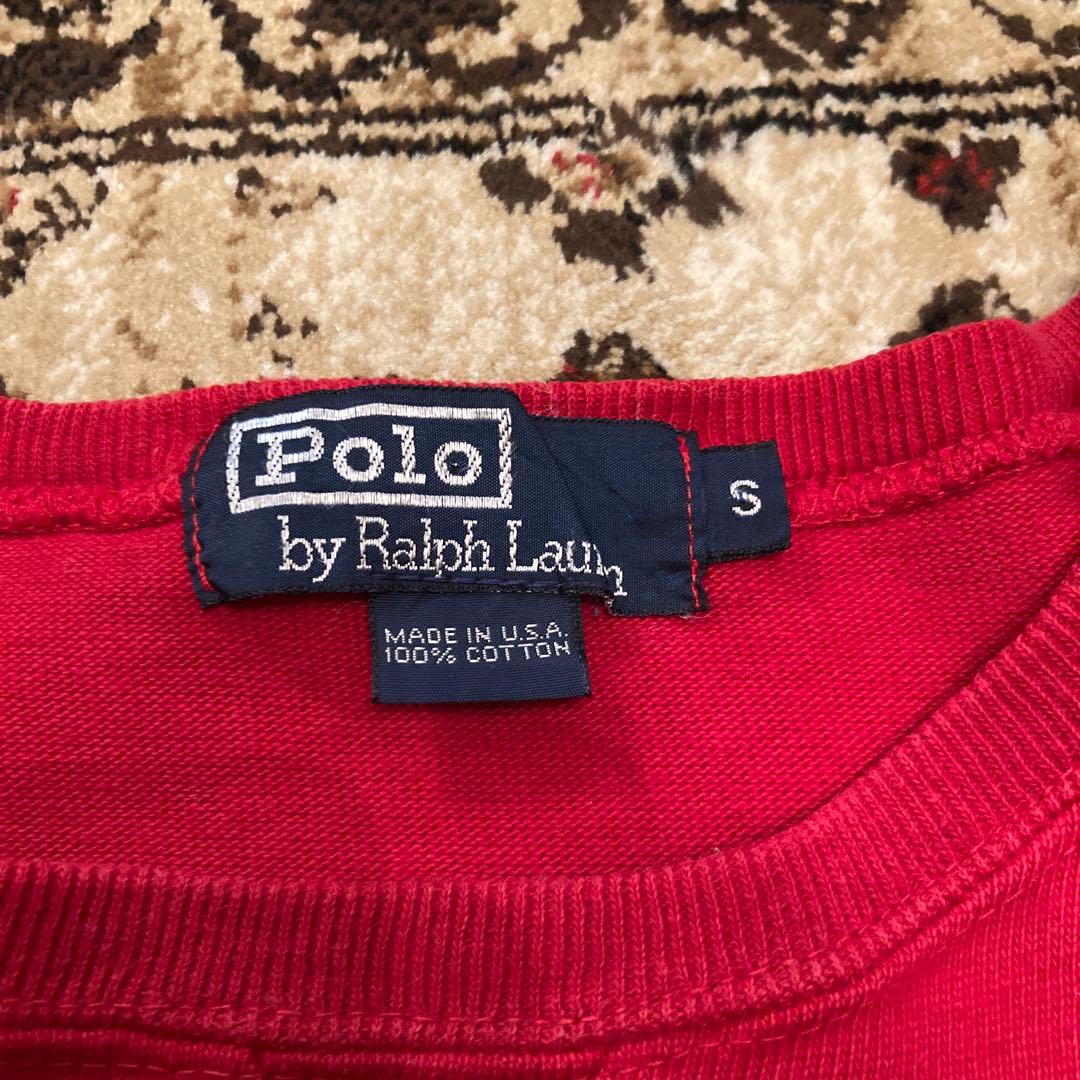 Polo
by Ralph Lau n
S
MADE IN U.S.A.
100% COTTON